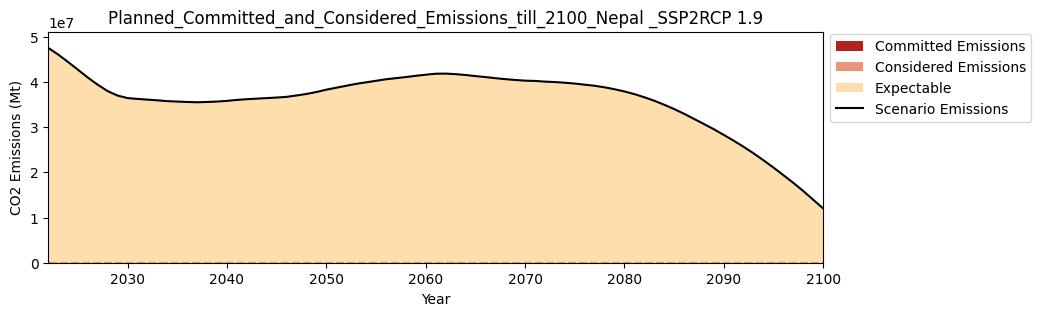 Planned_Committed_and_Considered_Emissions_till_2100_Nepal _SSP2RCP 1.9
1e7
5
4
3
2
1
0
CO2 Emissions (Mt)
2030 2040 2050 2060 2070 2080 2090 2100
Year
Committed Emissions
Considered Emissions
Expectable
Scenario Emissions